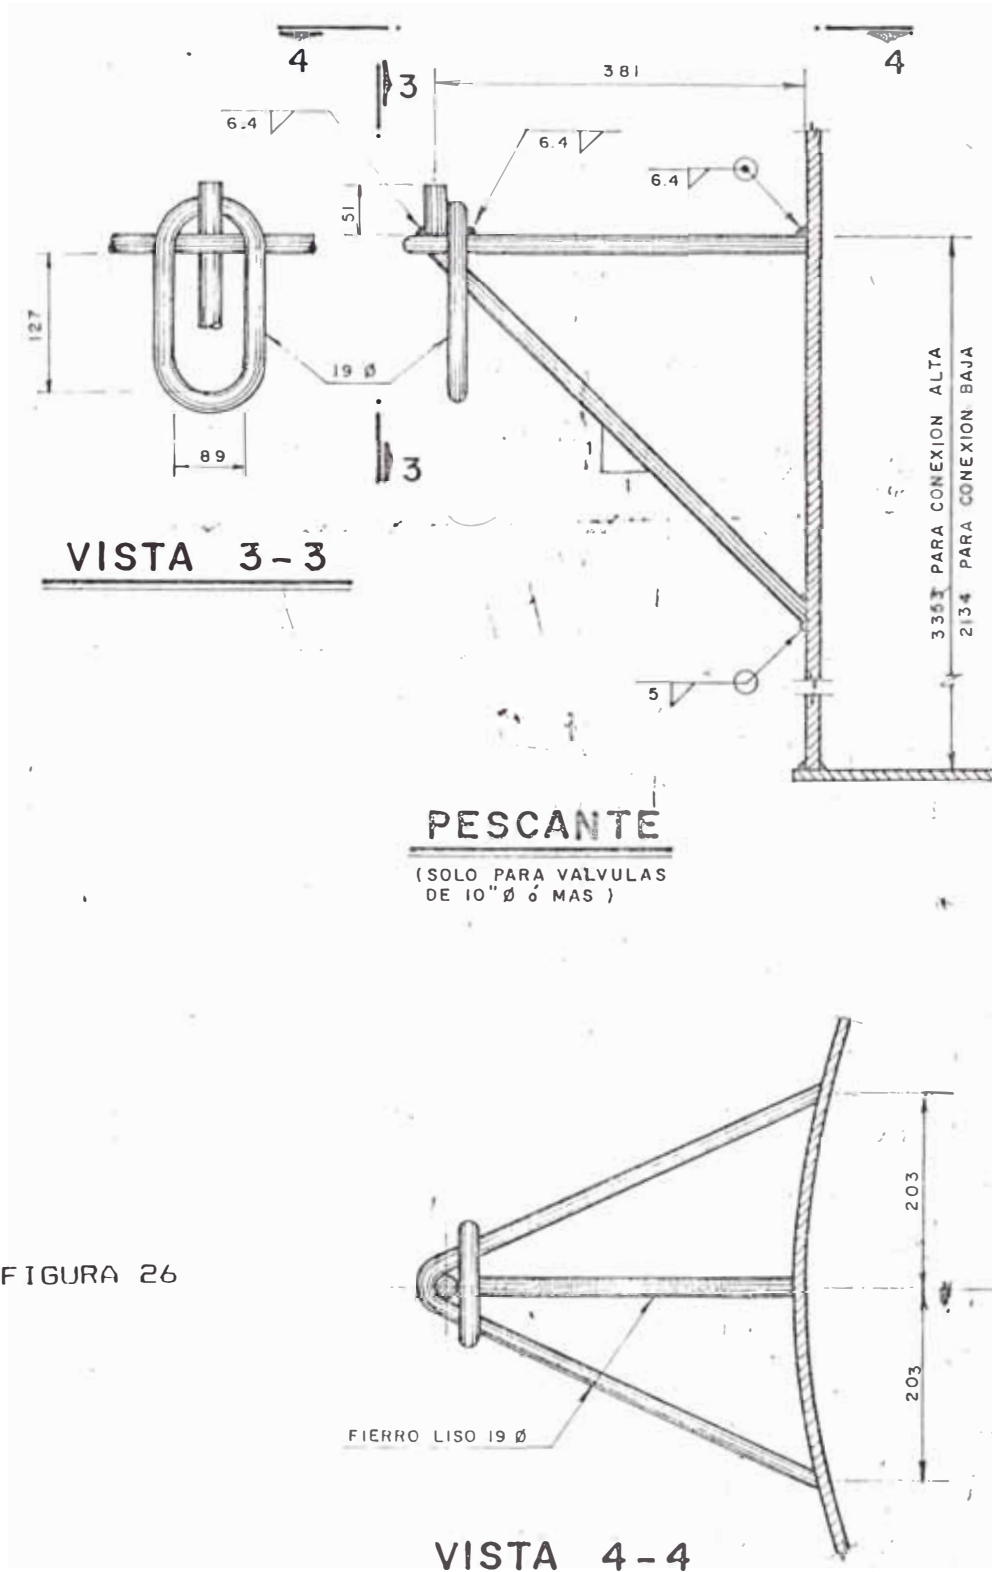 4
4
3
381
6.4
6.4
6.4
51
127
19 Ø
89
3
1
1
VISTA 3-3
3353 PARA CONEXION ALTA
2134 PARA CONEXION BAJA
5
PESCANTE
(SOLO PARA VALVULAS
DE 10"Ø ó MAS)
203
FIGURA 26
203
FIERRO LISO 19 Ø
VISTA 4-4